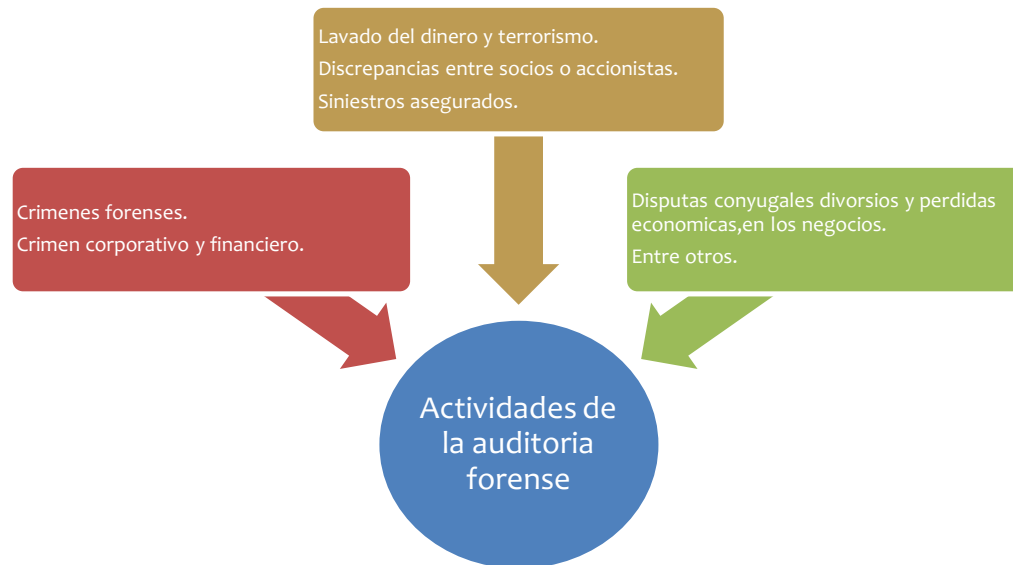 Lavado del dinero y terrorismo.
Discrepancias entre socios o accionistas.
Siniestros asegurados.
Crimenes forenses.
Crimen corporativo y financiero.
Disputas conyugales divorsios y perdidas
economicas,en los negocios.
Entre otros.
Actividades de
la auditoria
forense